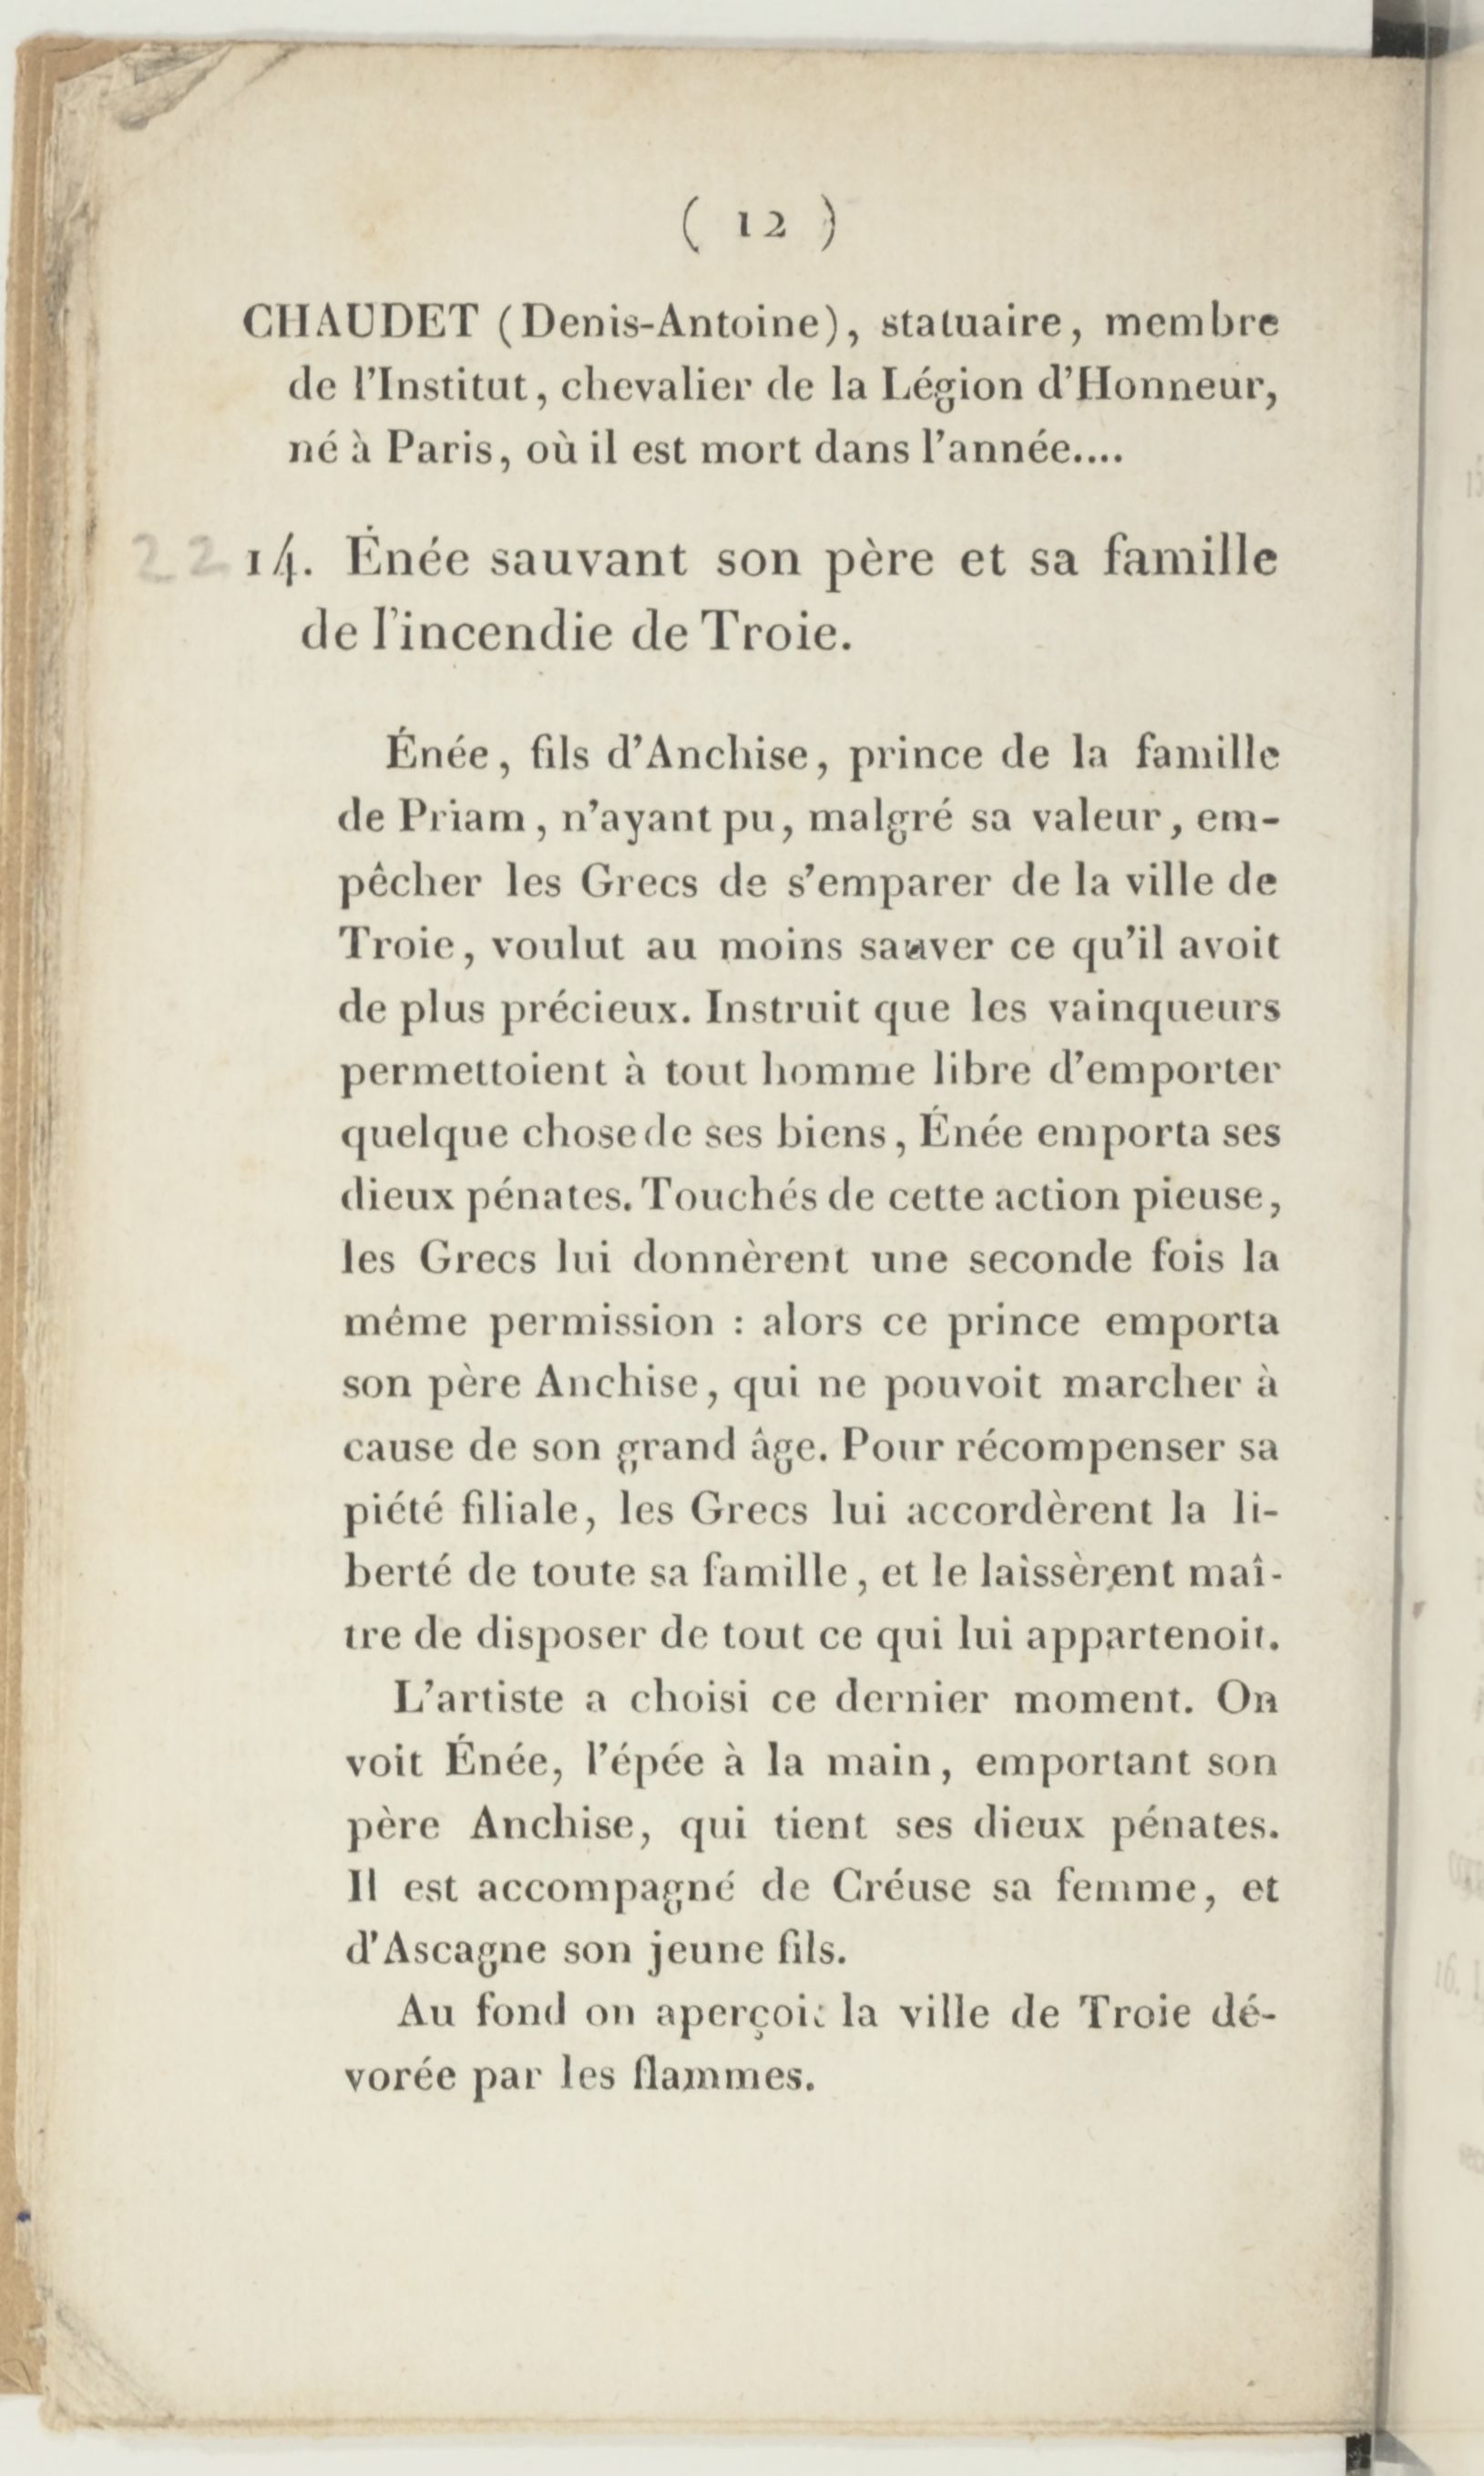 ( 12 )
CHAUDET (Denis-Antoine), statuaire, membre
de l'Institut, chevalier de la Légion d'Honneur,
né à Paris, où il est mort dans l'année....
22 14. Énée sauvant son père et sa famille
de l'incendie de Troie.
Énée, fils d'Anchise, prince de la famille
de Priam, n'ayant pu, malgré sa valeur, em-
pêcher les Grecs de s'emparer de la ville de
Troie, voulut au moins sauver ce qu'il avoit
de plus précieux. Instruit que les vainqueurs
permettoient à tout homme libre d'emporter
quelque chose de ses biens, Énée emporta ses
dieux pénates. Touchés de cette action pieuse,
les Grecs lui donnèrent une seconde fois la
même permission : alors ce prince emporta
son père Anchise, qui ne pouvoit marcher à
cause de son grand âge. Pour récompenser sa
piété filiale, les Grecs lui accordèrent la li-
berté de toute sa famille, et le laissèrent maî-
tre de disposer de tout ce qui lui appartenoit.
L'artiste a choisi ce dernier moment. On
voit Énée, l'épée à la main, emportant son
père Anchise, qui tient ses dieux pénates.
Il est accompagné de Créuse sa femme, et
d'Ascagne son jeune fils.
Au fond on aperçoit la ville de Troie dé-
vorée par les flammes.